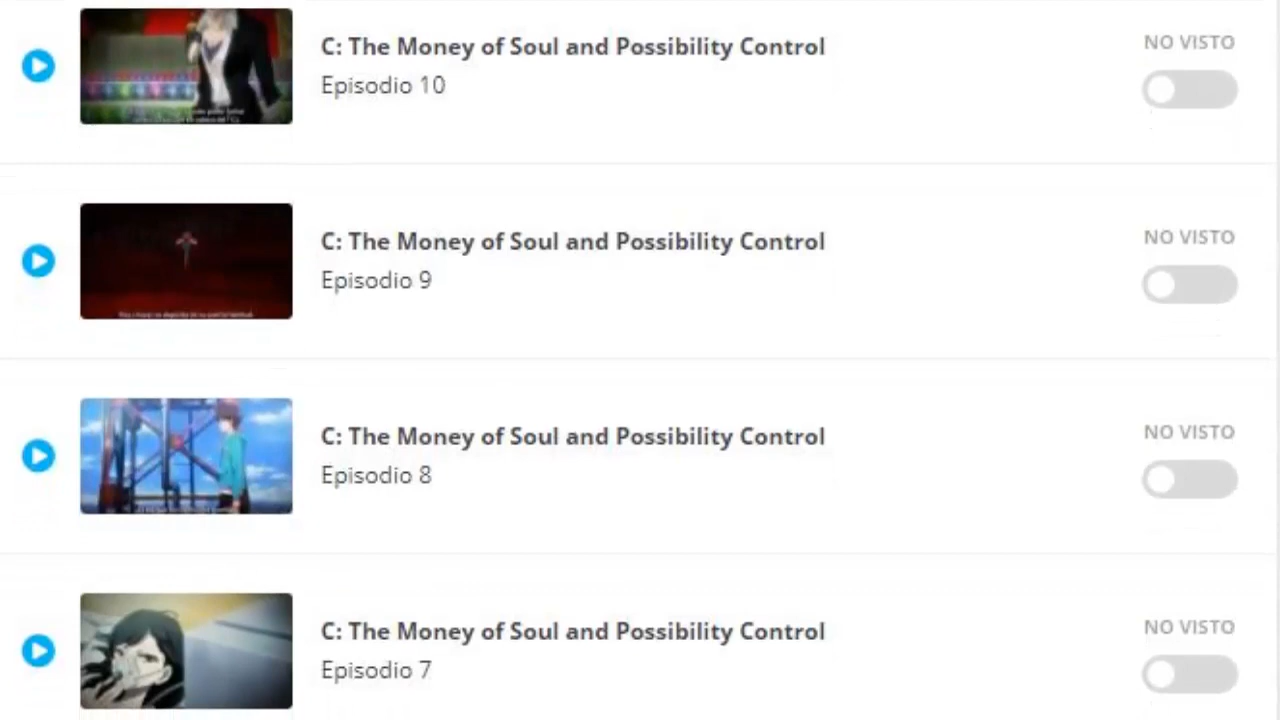 C: The Money of Soul and Possibility Control
NO VISTO
Episodio 10
C: The Money of Soul and Possibility Control
NO VISTO
Episodio 9
C: The Money of Soul and Possibility Control
NO VISTO
Episodio 8
C: The Money of Soul and Possibility Control
NO VISTO
Episodio 7